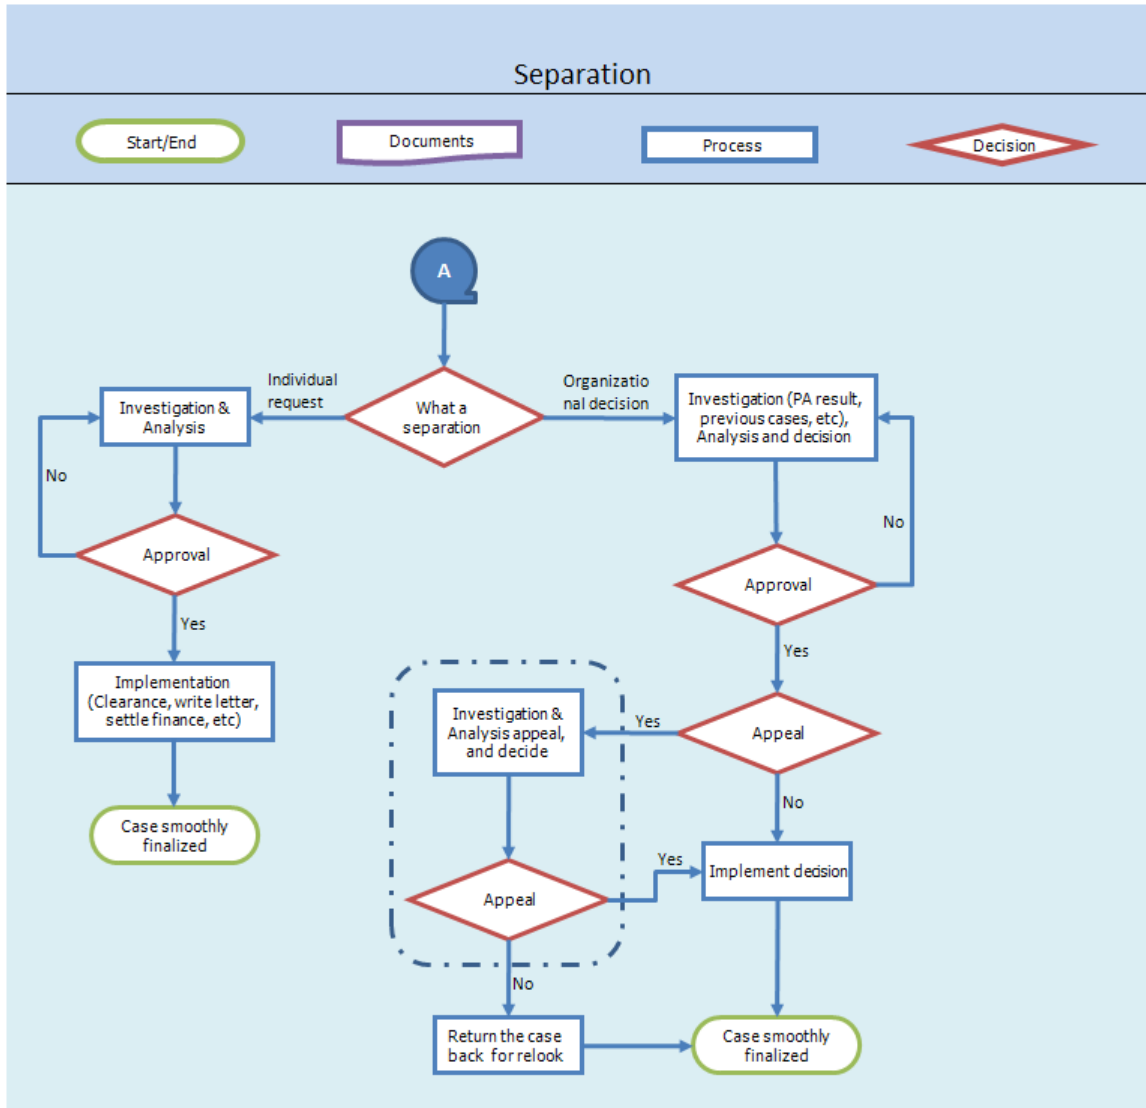 Separation
Start/End
Documents
Process
Decision
A
Individual
request
What a
separation
Organizatio
nal decision
Investigation &
Analysis
Investigation (PA result,
previous cases, etc),
Analysis and decision
No
No
Approval
Approval
Yes
Yes
Implementation
(Clearance, write letter,
settle finance, etc)
Investigation &
Analysis appeal,
and decide
Yes
Appeal
No
Case smoothly
finalized
Appeal
Yes
Implement decision
No
Return the case
back for relook
Case smoothly
finalized